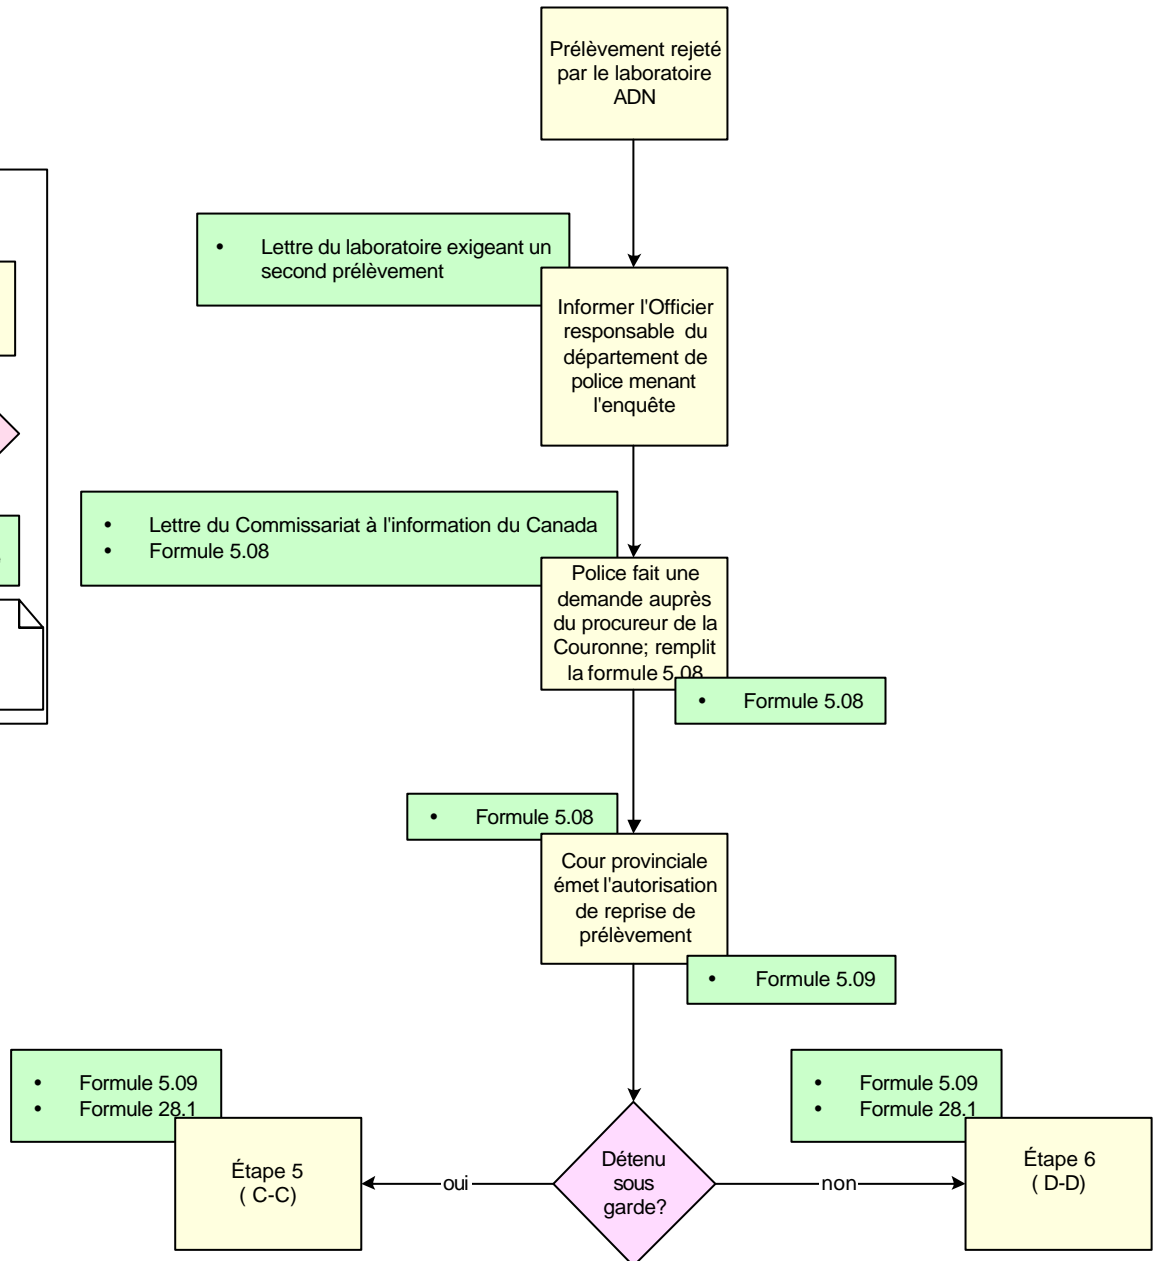 Prélèvement rejeté
par le laboratoire
ADN
• Lettre du laboratoire exigeant un
second prélèvement
Informer l'Officier
responsable du
département de
police menant
l'enquête
• Lettre du Commissariat à l'information du Canada
• Formule 5.08
Police fait une
demande auprès
du procureur de la
Couronne; remplit
la formule 5.08
• Formule 5.08
• Formule 5.08
Cour provinciale
émet l'autorisation
de reprise de
prélèvement
• Formule 5.09
• Formule 5.09
• Formule 28.1
Étape 5
( C-C)
oui
Détenu
sous
garde?
non
• Formule 5.09
• Formule 28.1
Étape 6
( D-D)